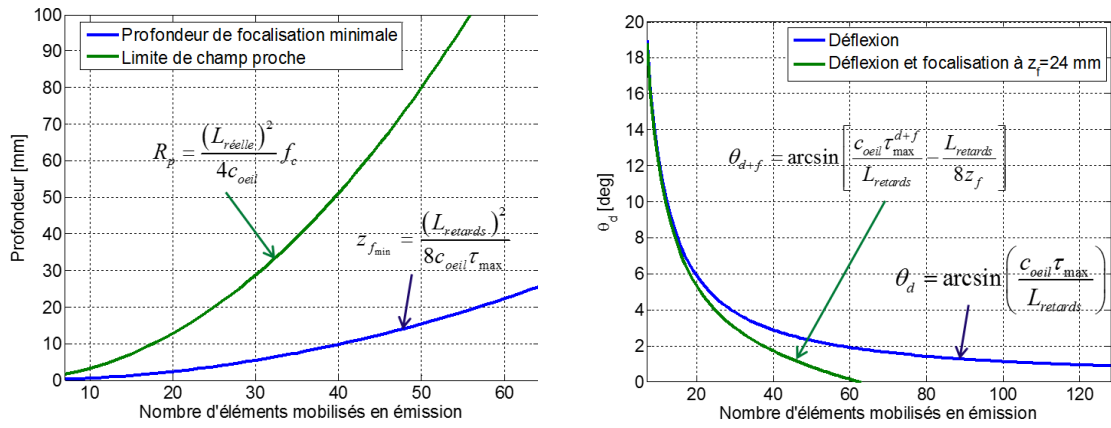 Profondeur de focalisation minimale
Limite de champ proche
R_p = (L_réelle)^2 / 4c_oeil f_c
z_f_min = (L_retards)^2 / 8c_oeil τ_max
Profondeur [mm]
100
90
80
70
60
50
40
30
20
10
0
10 20 30 40 50 60
Nombre d'éléments mobilisés en émission
Déflexion
Déflexion et focalisation à z_f=24 mm
θ_{d+f} = arcsin[ c_oeil τ_max^{d+f} / L_retards − L_retards / 8z_f ]
θ_d = arcsin( c_oeil τ_max / L_retards )
θ_d [deg]
20
18
16
14
12
10
8
6
4
2
0
20 40 60 80 100 120
Nombre d'éléments mobilisés en émission